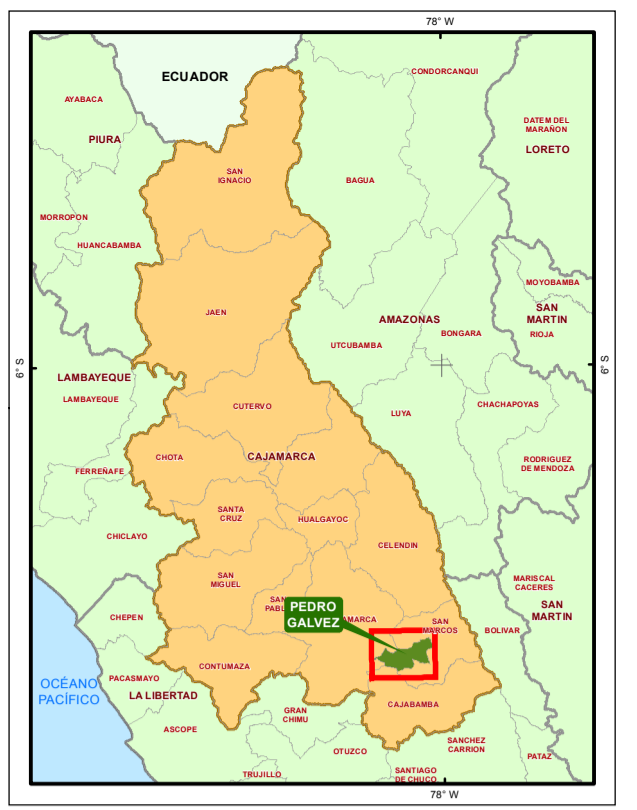 78° W
ECUADOR
CONDORCANQUI
AYABACA
DATEM DEL
MARAÑON
PIURA
LORETO
SAN
IGNACIO
BAGUA
MORROPON
HUANCABAMBA
MOYOBAMBA
JAEN
AMAZONAS
SAN
MARTIN
BONGARA
RIOJA
UTCUBAMBA
6° S
6° S
LAMBAYEQUE
LAMBAYEQUE
CUTERVO
LUYA
CHACHAPOYAS
CHOTA
CAJAMARCA
FERREÑAFE
RODRIGUEZ
DE MENDOZA
SANTA
CRUZ
HUALGAYOC
CHICLAYO
CELENDIN
SAN
MIGUEL
MARISCAL
CACERES
SAN
PABL
PEDRO
GALVEZ
SAN
MARTIN
CHEPEN
AMARCA
SAN
MARCOS
BOLIVAR
CONTUMAZA
PACASMAYO
OCÉANO
PACÍFICO
LA LIBERTAD
CAJABAMBA
GRAN
CHIMU
ASCOPE
SANCHEZ
CARRION
OTUZCO
PATAZ
TRUJILLO
SANTIAGO
DE CHUCO
78° W